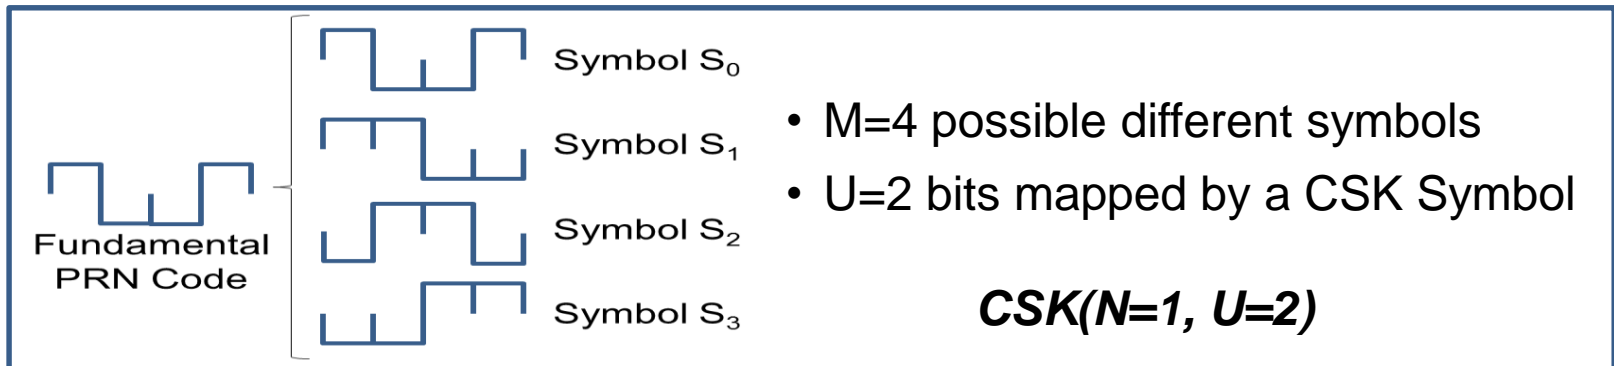 Fundamental
PRN Code
Symbol S₀
Symbol S₁
Symbol S₂
Symbol S₃
• M=4 possible different symbols
• U=2 bits mapped by a CSK Symbol
CSK(N=1, U=2)